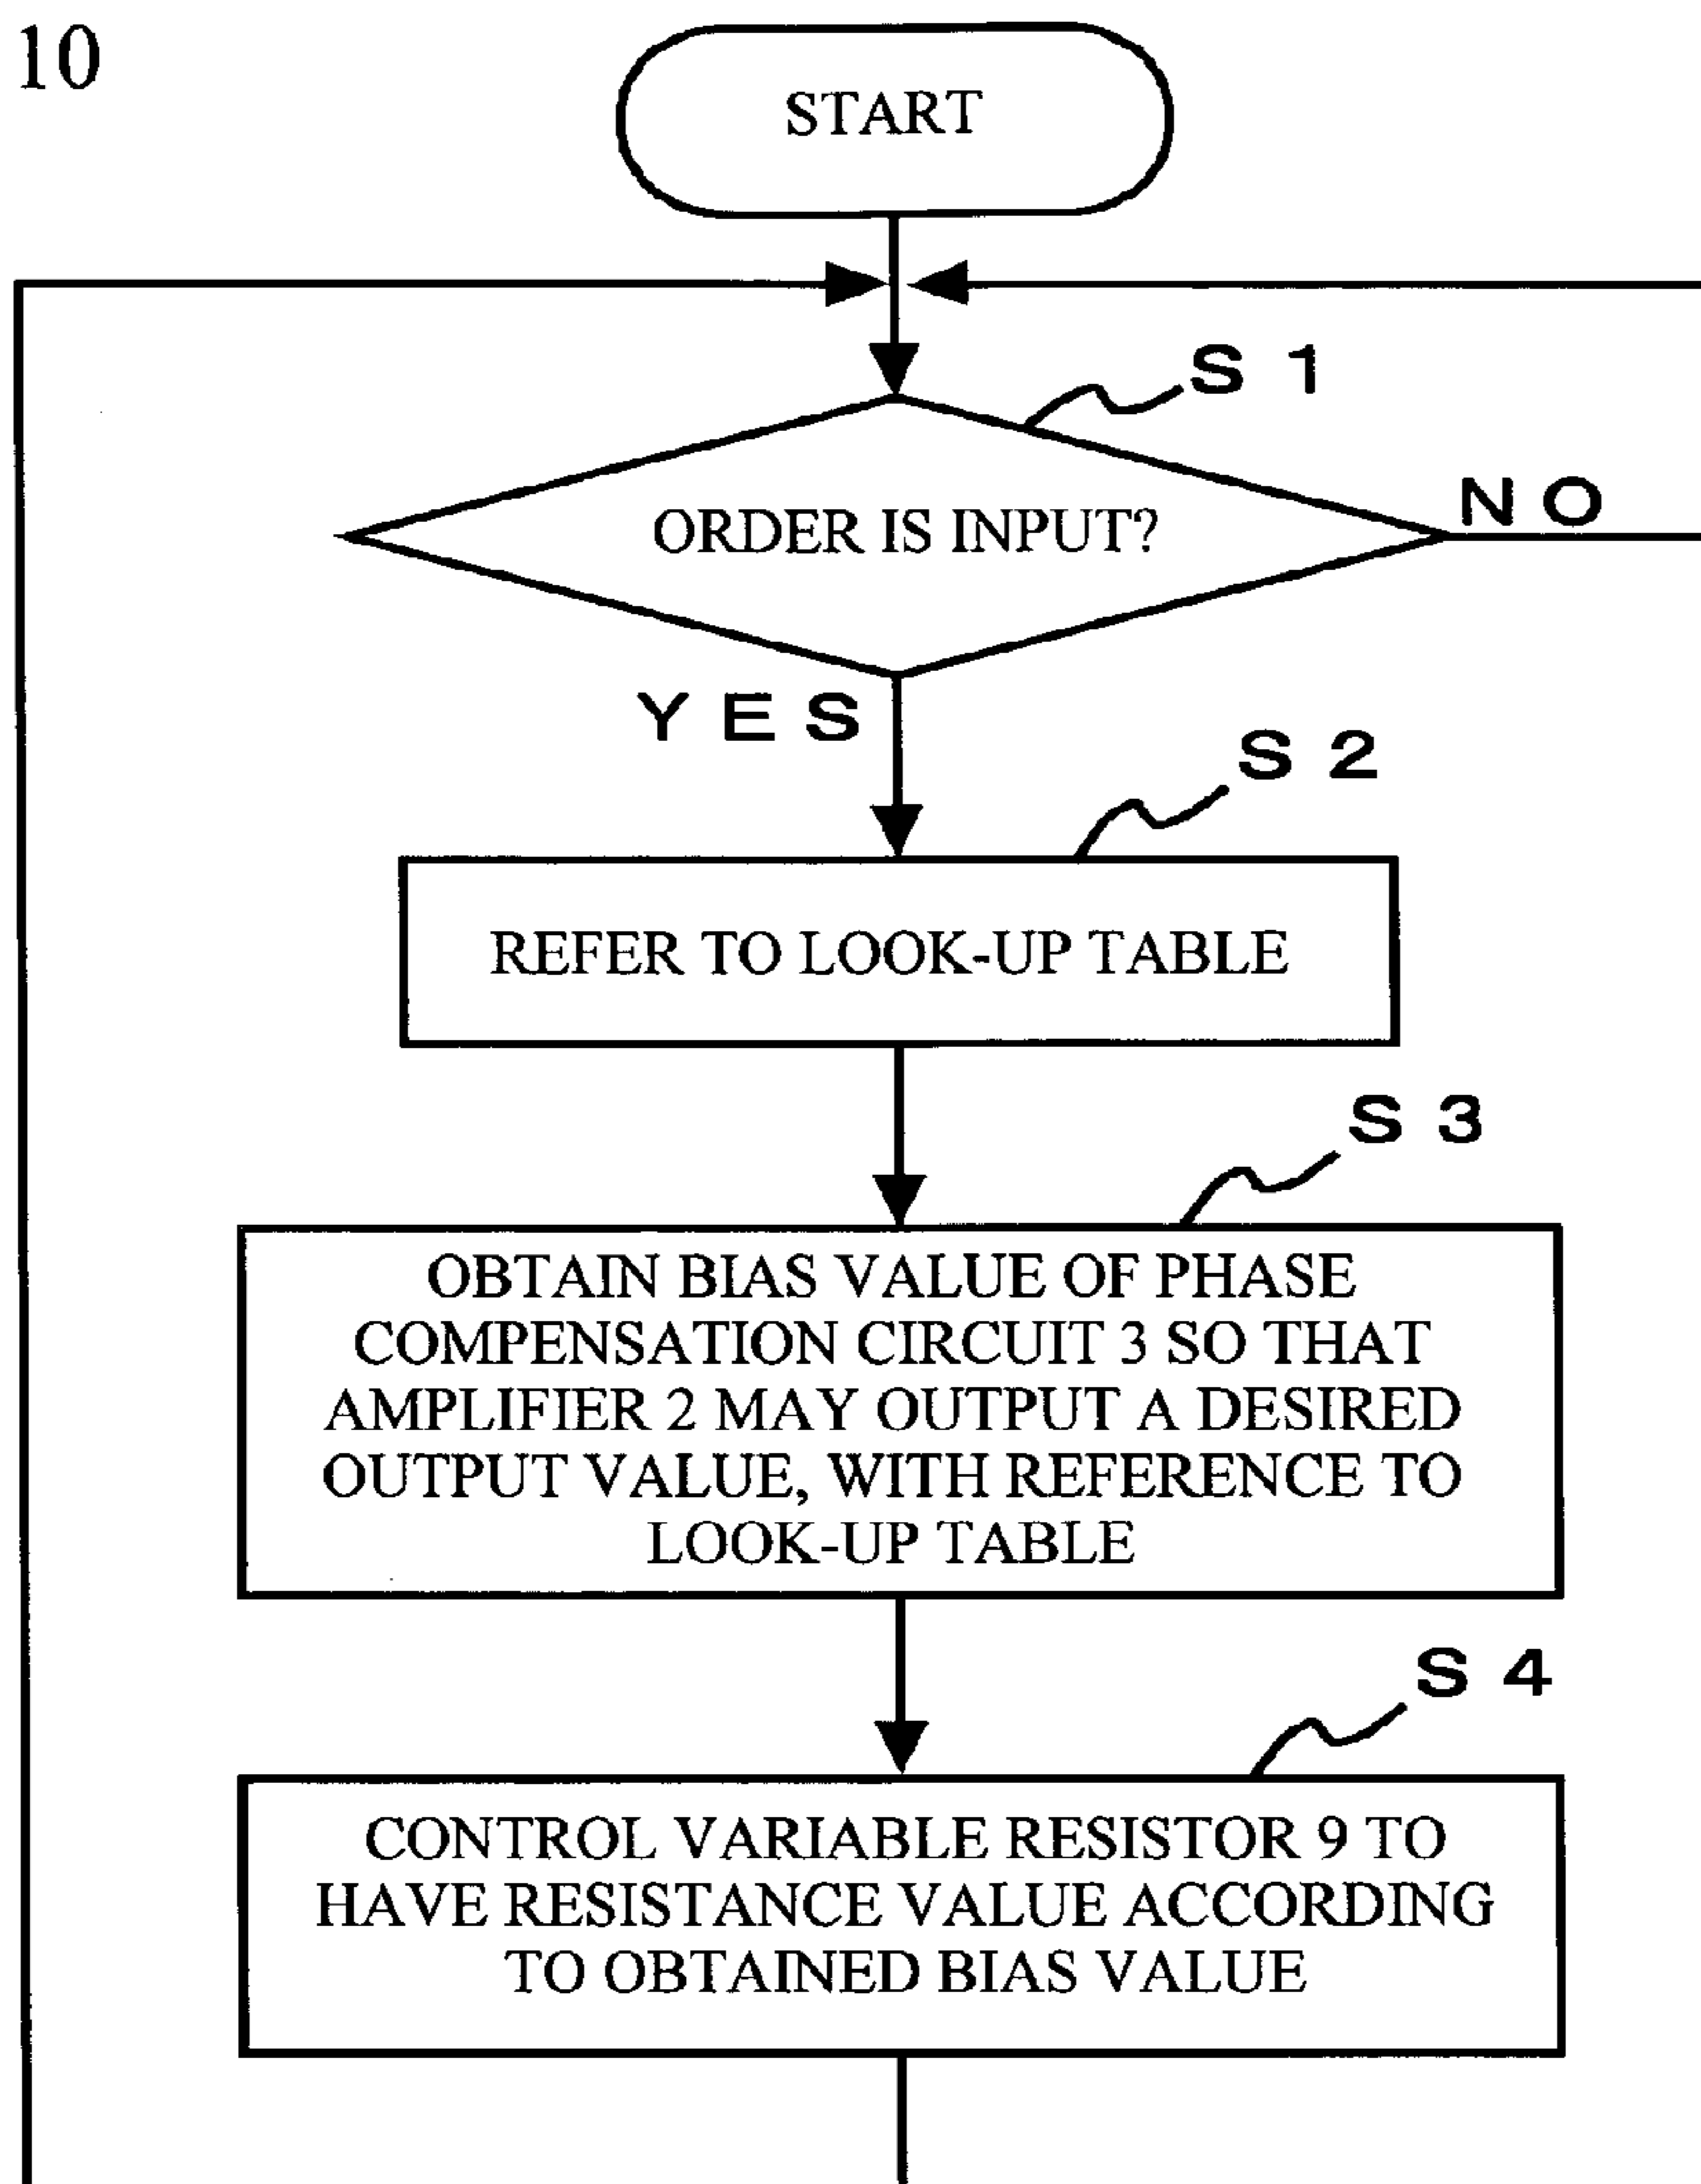 10
START
S 1
ORDER IS INPUT?
NO
YES
S 2
REFER TO LOOK-UP TABLE
S 3
OBTAIN BIAS VALUE OF PHASE
COMPENSATION CIRCUIT 3 SO THAT
AMPLIFIER 2 MAY OUTPUT A DESIRED
OUTPUT VALUE, WITH REFERENCE TO
LOOK-UP TABLE
S 4
CONTROL VARIABLE RESISTOR 9 TO
HAVE RESISTANCE VALUE ACCORDING
TO OBTAINED BIAS VALUE